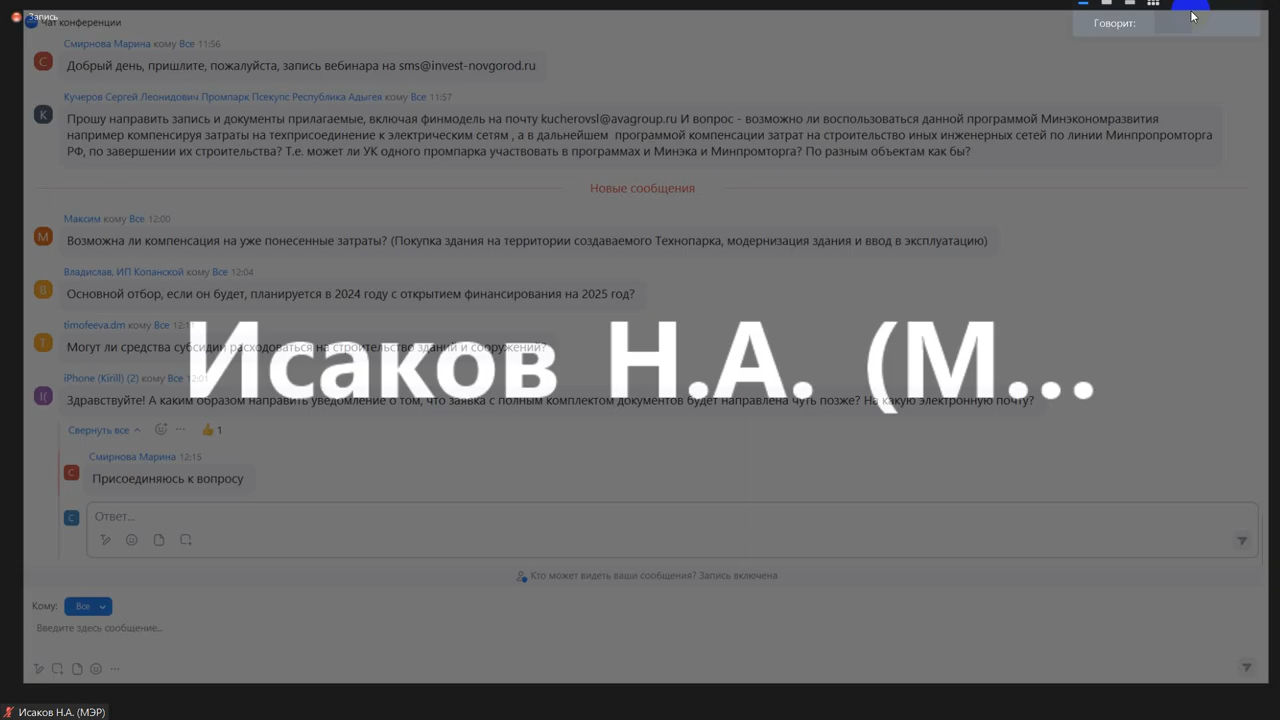 Запись
Чат конференции
Говорит:
Смирнова Марина кому Все 11:56
С
Добрый день, пришлите, пожалуйста, запись вебинара на sms@invest-novgorod.ru
Кучеров Сергей Леонидович Промпарк Псекупс Республика Адыгея кому Все 11:57
К
Прошу направить запись и документы прилагаемые, включая финмодель на почту kucherovsl@avagroup.ru И вопрос - возможно ли воспользоваться данной программой Минэкономразвития
например компенсируя затраты на техприсоединение к электрическим сетям , а в дальнейшем программой компенсации затрат на строительство иных инженерных сетей по линии Минпропромторга
РФ, по завершении их строительства? Т.е. может ли УК одного промпарка участвовать в программах и Минэка и Минпромторга? По разным объектам как бы?
Новые сообщения
Максим кому Все 12:00
М
Возможна ли компенсация на уже понесенные затраты? (Покупка здания на территории создаваемого Технопарка, модернизация здания и ввод в эксплуатацию)
Владислав, ИП Копанской кому Все 12:04
В
Основной отбор, если он будет, планируется в 2024 году с открытием финансирования на 2025 год?
timofeeva.dm кому Все
T
Могут ли средства субсидии расходоваться на строительство зданий и сооружений?
Исаков Н.А. (М...
iPhone (Kirill) (2) кому Все 12:01
I(
Здравствуйте! А каким образом направить уведомление о том, что заявка с полным комплектом документов будет направлена чуть позже? На какую электронную почту?
Свернуть все 👍 1
Смирнова Марина 12:15
С
Присоединяюсь к вопросу
С
Ответ...
Кто может видеть ваши сообщения? Запись включена
Кому: Все
Введите здесь сообщение...
Исаков Н.А. (МЭР)